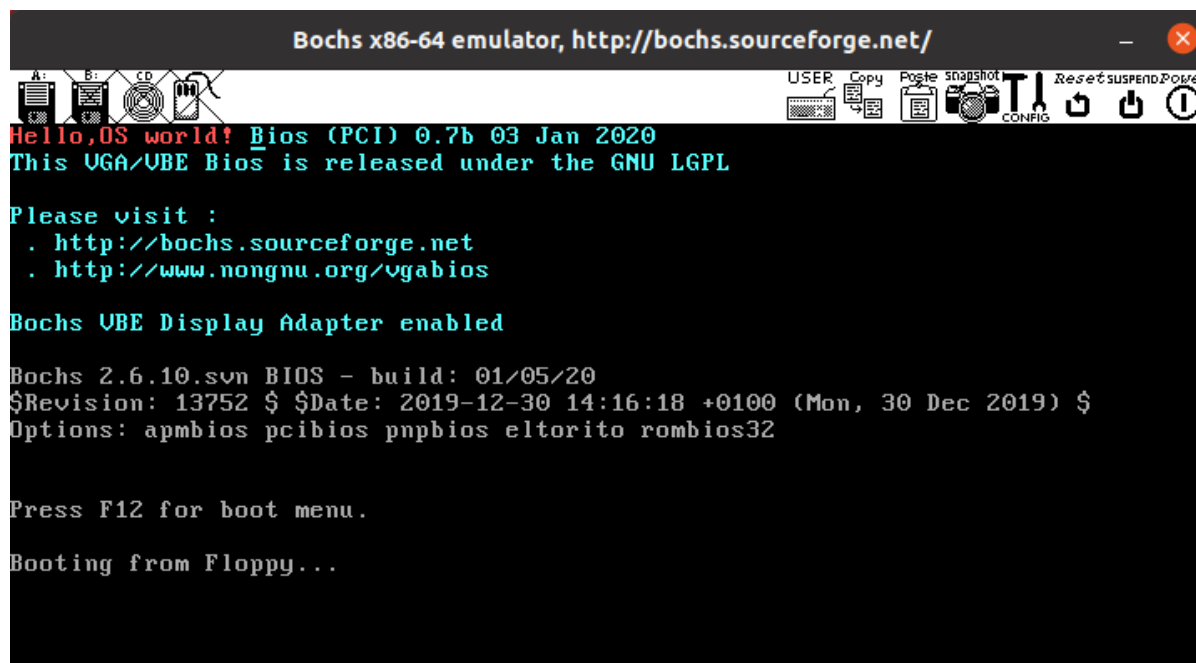 Bochs x86-64 emulator, http://bochs.sourceforge.net/
A: B: CD USER Copy Poste snapshot CONFIG Reset SUSPEND Powe
Hello,OS world! Bios (PCI) 0.7b 03 Jan 2020
This VGA/VBE Bios is released under the GNU LGPL
Please visit :
. http://bochs.sourceforge.net
. http://www.nongnu.org/vgabios
Bochs VBE Display Adapter enabled
Bochs 2.6.10.svn BIOS - build: 01/05/20
$Revision: 13752 $ $Date: 2019-12-30 14:16:18 +0100 (Mon, 30 Dec 2019) $
Options: apmbios pcibios pnpbios eltorito rombios32
Press F12 for boot menu.
Booting from Floppy...